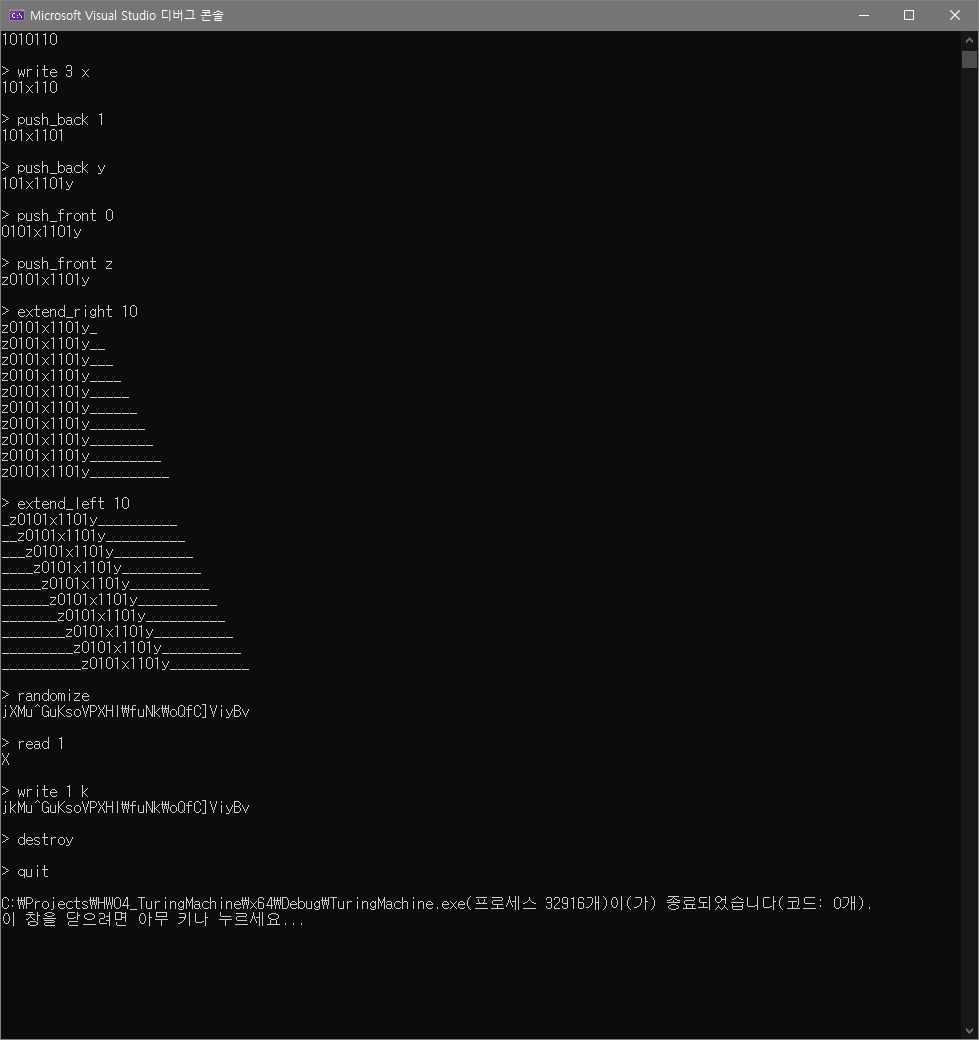 Microsoft Visual Studio 디버그 콘솔
1010110
> write 3 x
101x110
> push_back 1
101x1101
> push_back y
101x1101y
> push_front 0
0101x1101y
> push_front z
z0101x1101y
> extend_right 10
z0101x1101y_
z0101x1101y__
z0101x1101y___
z0101x1101y____
z0101x1101y_____
z0101x1101y______
z0101x1101y_______
z0101x1101y________
z0101x1101y_________
z0101x1101y__________
> extend_left 10
_z0101x1101y__________
__z0101x1101y__________
___z0101x1101y__________
____z0101x1101y__________
_____z0101x1101y__________
______z0101x1101y__________
_______z0101x1101y__________
________z0101x1101y__________
_________z0101x1101y__________
__________z0101x1101y__________
> randomize
jXMu^GuKsoVPXHI₩fuNk₩oQfC]ViyBv
> read 1
X
> write 1 k
jkMu^GuKsoVPXHI₩fuNk₩oQfC]ViyBv
> destroy
> quit
C:₩Projects₩HW04_TuringMachine₩x64₩Debug₩TuringMachine.exe(프로세스 32916개)이(가) 종료되었습니다(코드: 0개).
이 창을 닫으려면 아무 키나 누르세요...